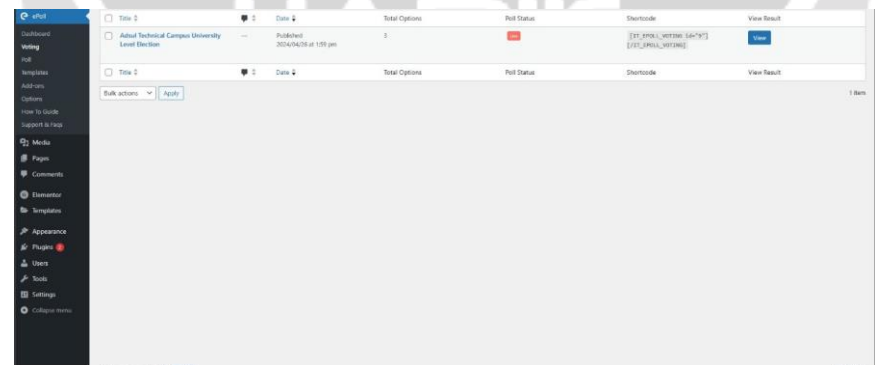 ePoll
Dashboard
Voting
Poll
Templates
Add-ons
Options
How To Guide
Support & Faqs
Media
Pages
Comments
Elementor
Templates
Appearance
Plugins 2
Users
Tools
Settings
Collapse menu
Title Date Total Options Poll Status Shortcode View Result
Adsul Technical Campus University — Published 3 [IT_EPOLL_VOTING id="9"] View
Level Election 2024/04/28 at 1:59 pm [/IT_EPOLL_VOTING]
Title Date Total Options Poll Status Shortcode View Result
Bulk actions Apply 1 item